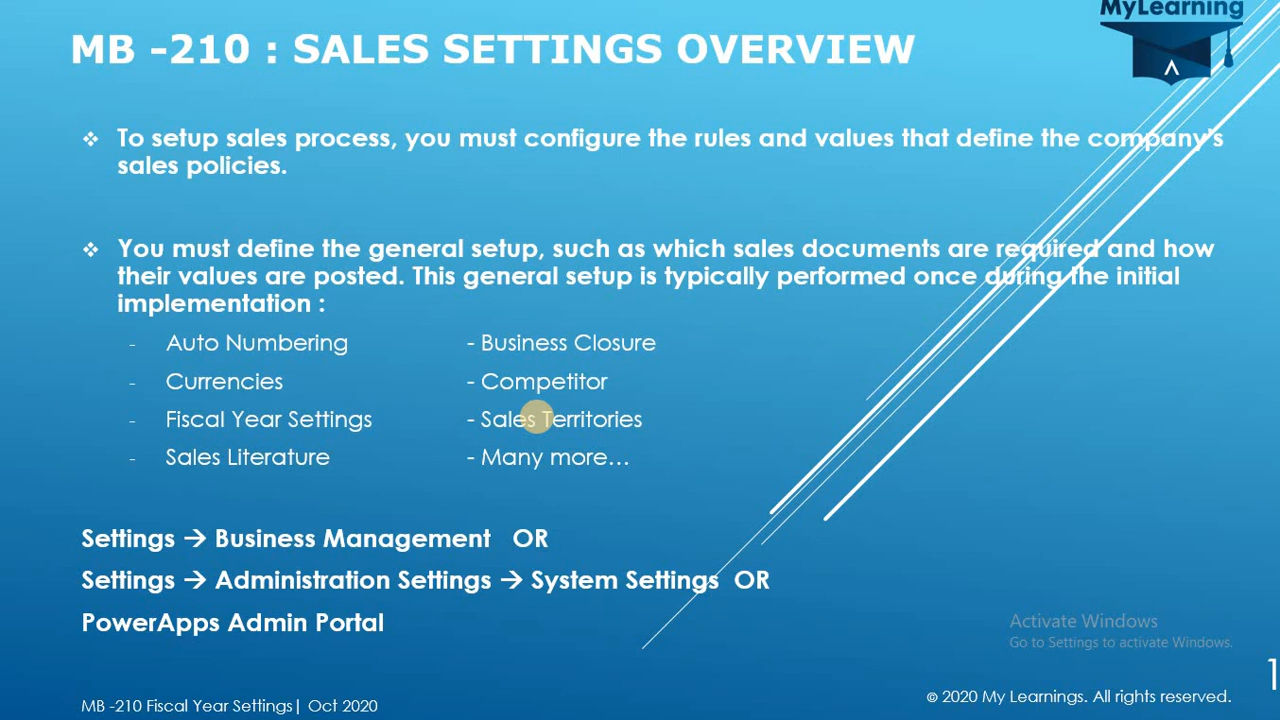 MyLearning
MB -210 : SALES SETTINGS OVERVIEW
❖ To setup sales process, you must configure the rules and values that define the company's
sales policies.
❖ You must define the general setup, such as which sales documents are required and how
their values are posted. This general setup is typically performed once during the initial
implementation :
- Auto Numbering - Business Closure
- Currencies - Competitor
- Fiscal Year Settings - Sales Territories
- Sales Literature - Many more...
Settings → Business Management OR
Settings → Administration Settings → System Settings OR
PowerApps Admin Portal
Activate Windows
Go to Settings to activate Windows.
1
MB -210 Fiscal Year Settings| Oct 2020
© 2020 My Learnings. All rights reserved.